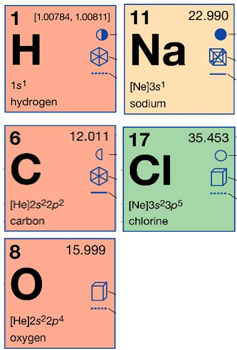 1 [1.00784, 1.00811]
H
1s¹
hydrogen
11 22.990
Na
[Ne]3s¹
sodium
6 12.011
C
[He]2s²2p²
carbon
17 35.453
Cl
[Ne]3s²3p⁵
chlorine
8 15.999
O
[He]2s²2p⁴
oxygen